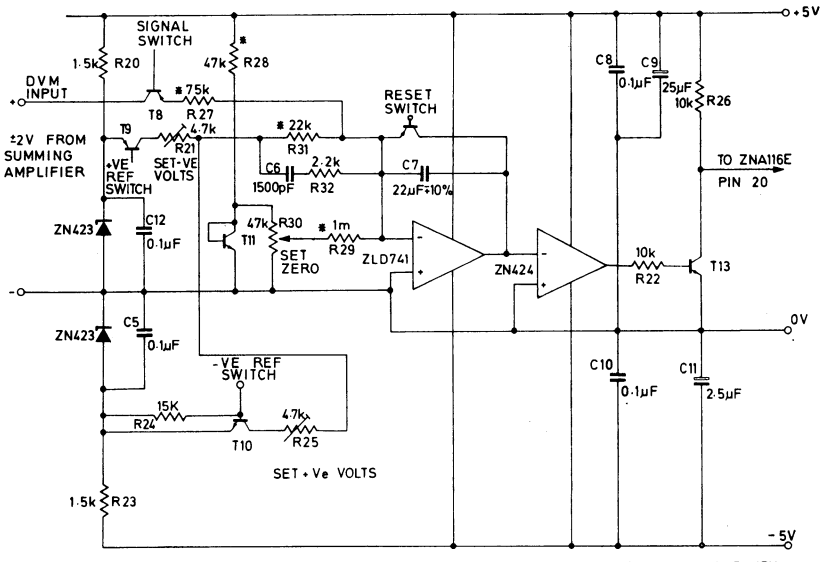 +5V
SIGNAL
SWITCH
1.5k R20
*
47k R28
C8
0.1µF
C9
25µF
10k R26
DVM
INPUT
+
T8
* 75k
R27
RESET
SWITCH
±2V FROM
SUMMING
AMPLIFIER
T9
4.7k
R21
SET-VE
VOLTS
+VE
REF
SWITCH
* 22k
R31
C6
1500pF
2.2k
R32
C7
22µF∓10%
TO ZNA116E
PIN 20
ZN423
C12
0.1µF
T11
47k R30
SET
ZERO
* 1m
R29
-
+
ZLD741
-
+
ZN424
10k
R22
T13
-
0V
ZN423
C5
0.1µF
-VE REF
SWITCH
15K
R24
T10
4.7k
R25
SET + Ve VOLTS
C10
0.1µF
C11
2.5µF
1.5k R23
-5V